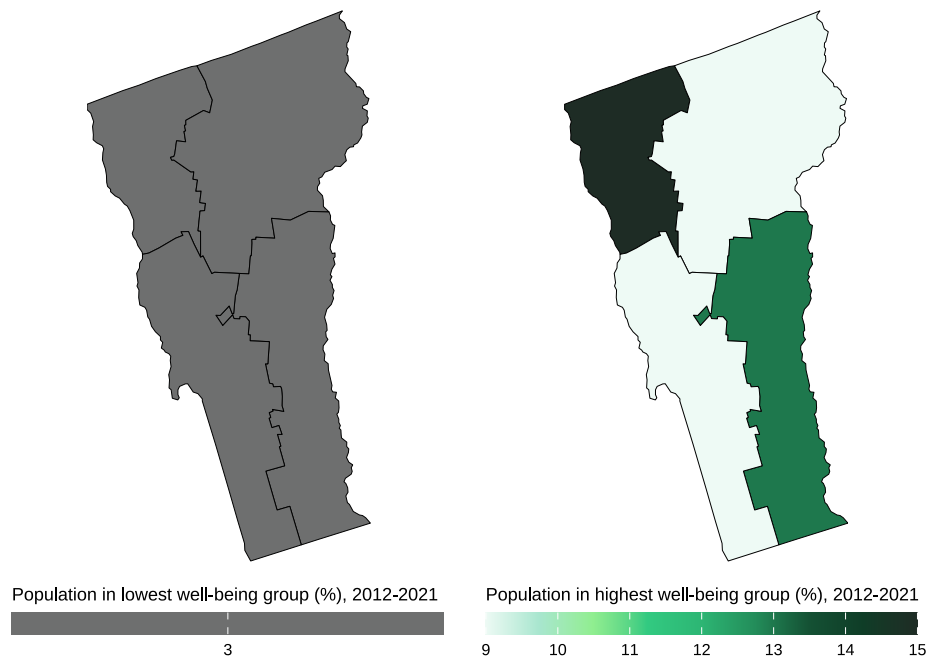 Population in lowest well-being group (%), 2012-2021
3
Population in highest well-being group (%), 2012-2021
9 10 11 12 13 14 15